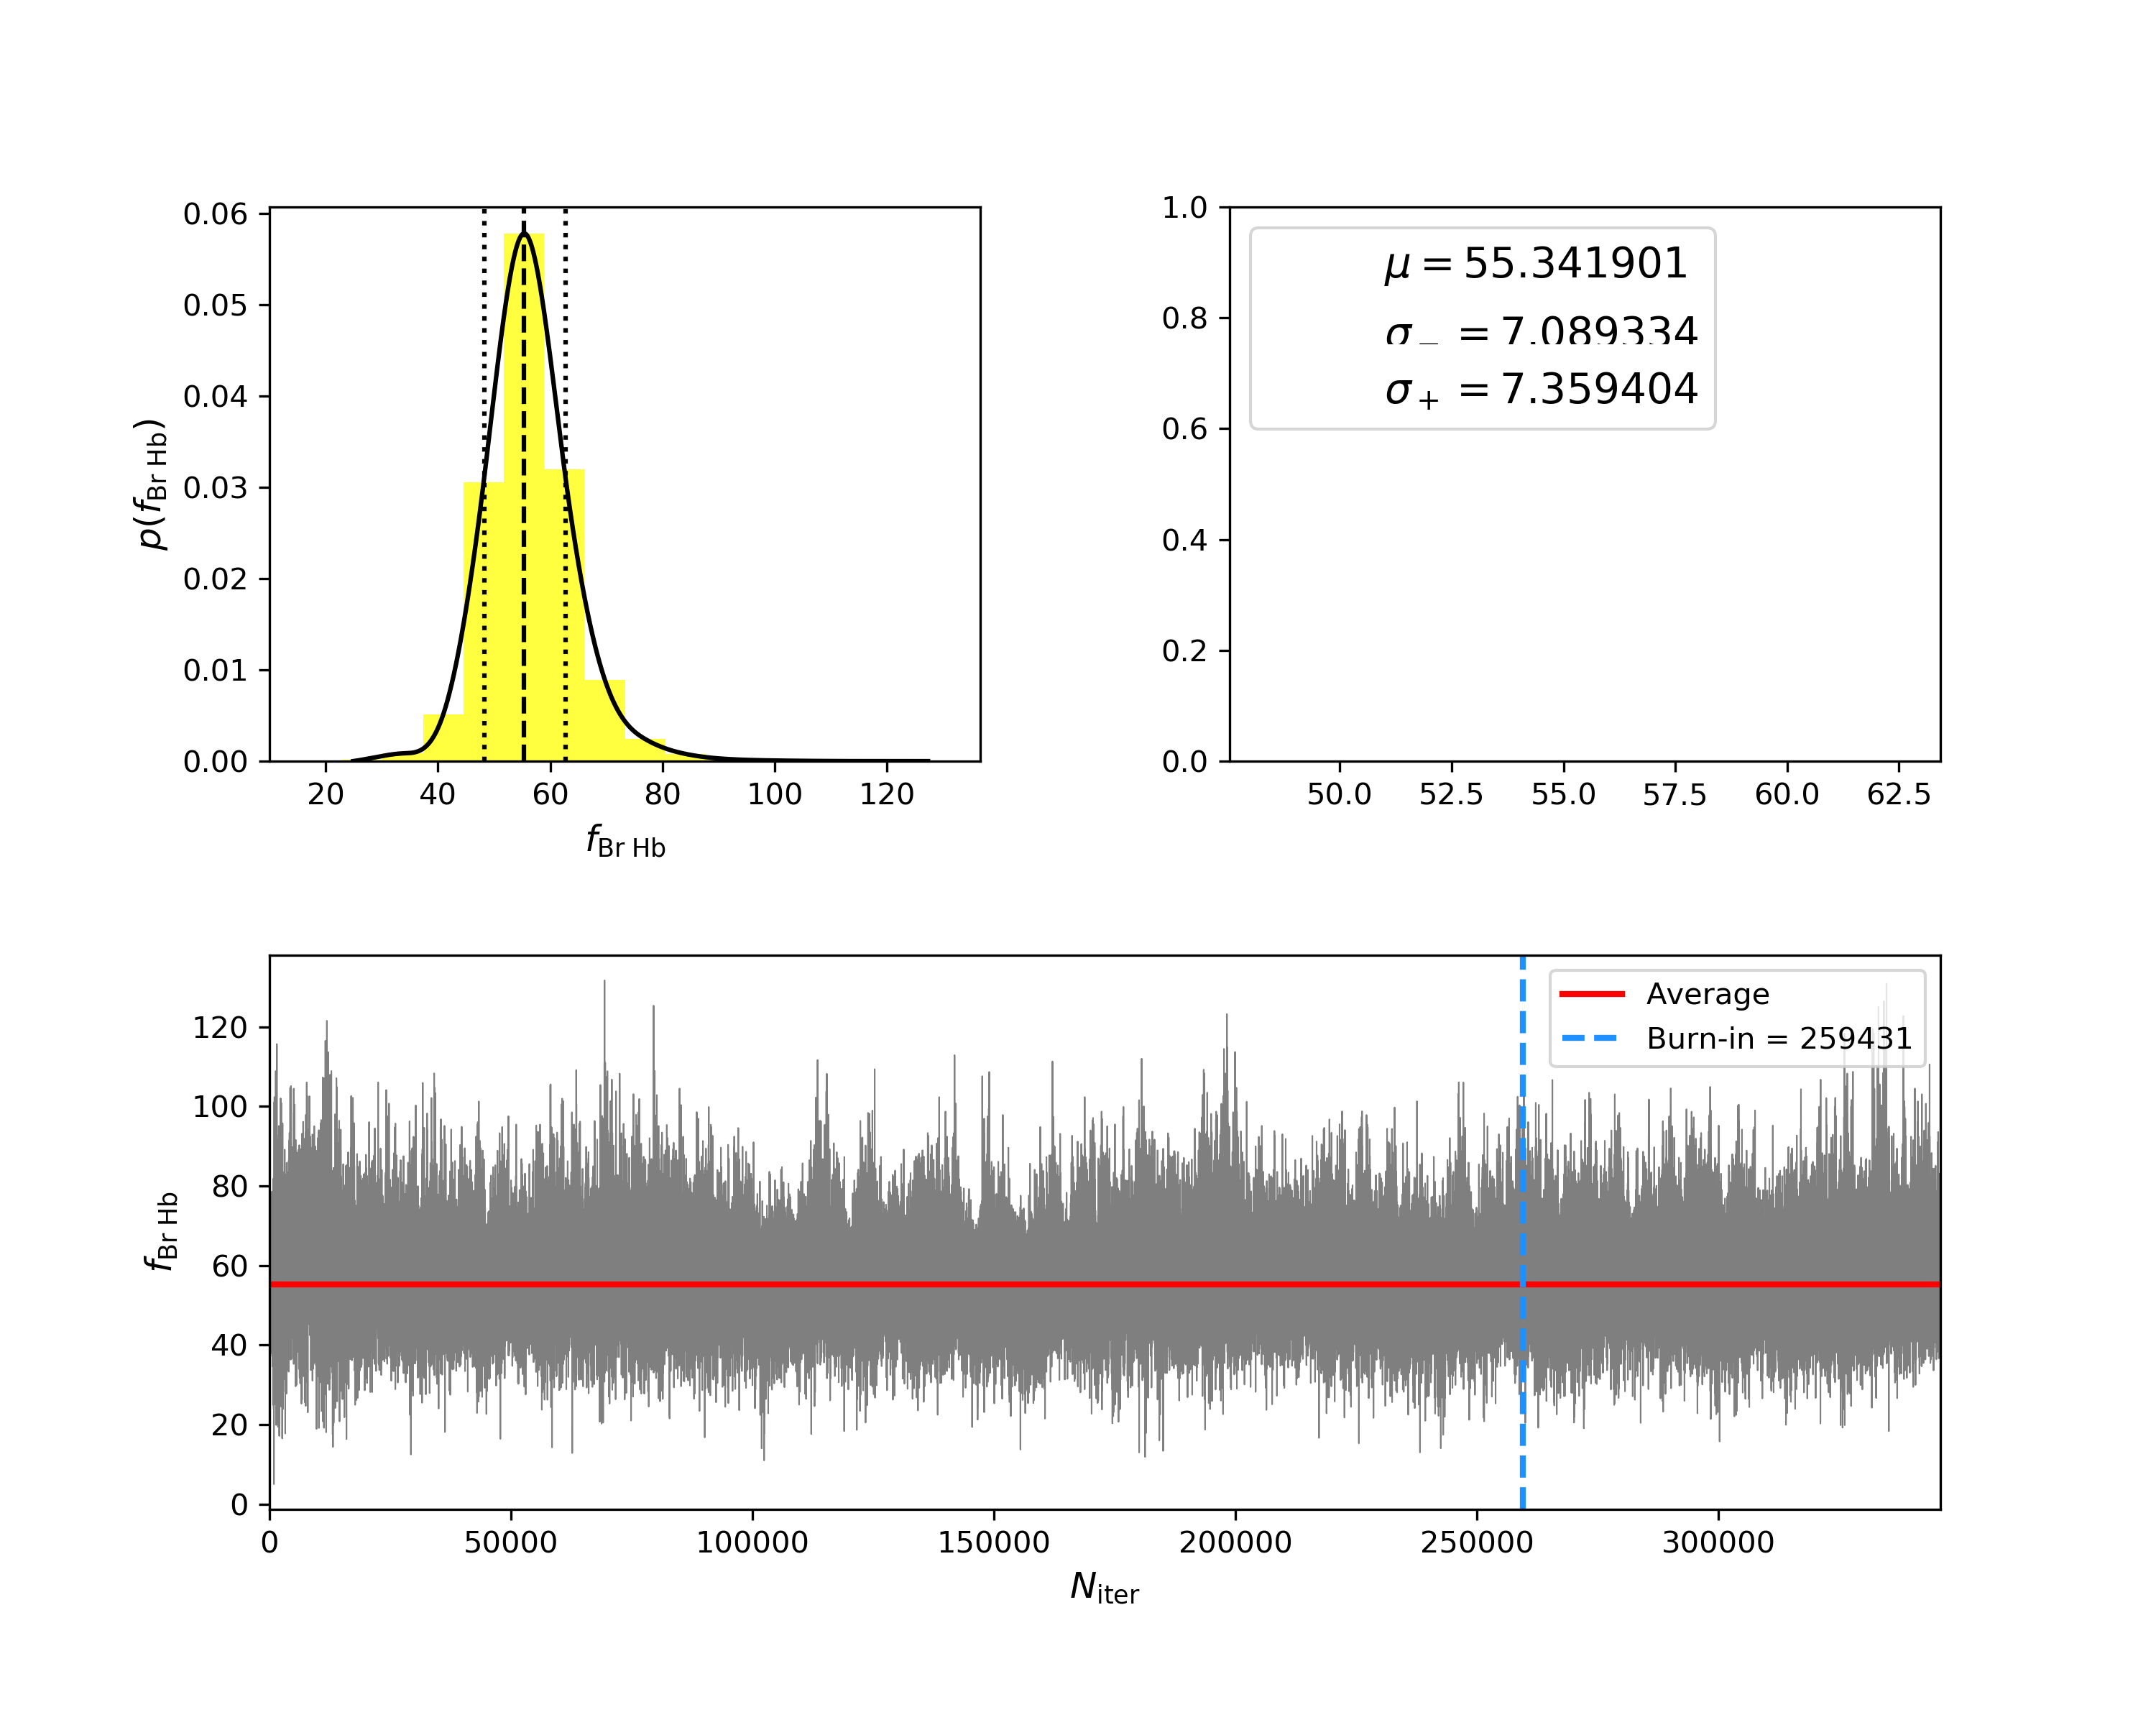 0.06
0.05
0.04
0.03
0.02
0.01
0.00
p(f_Br Hb)
20 40 60 80 100 120
f_Br Hb
1.0
0.8
0.6
0.4
0.2
0.0
μ = 55.341901
σ_− = 7.089334
σ_+ = 7.359404
50.0 52.5 55.0 57.5 60.0 62.5
120
100
80
60
40
20
0
f_Br Hb
Average
Burn-in = 259431
0 50000 100000 150000 200000 250000 300000
N_iter